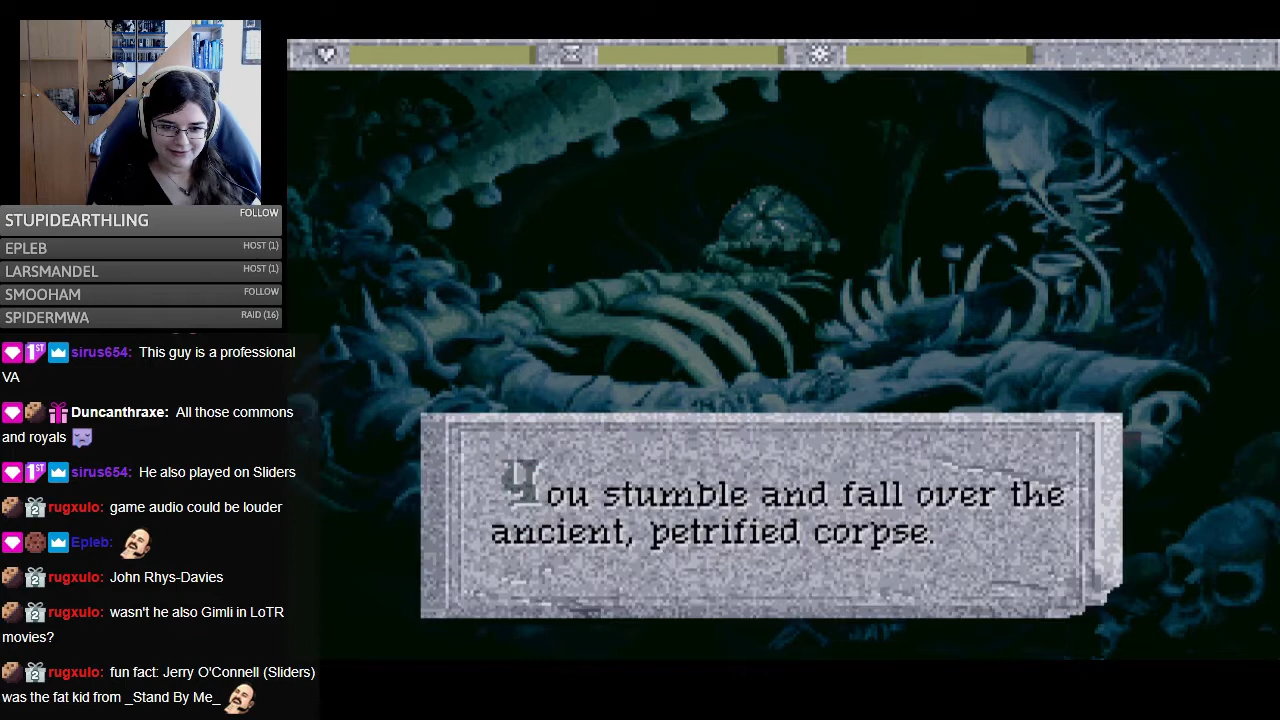 STUPIDEARTHLING FOLLOW
EPLEB HOST (1)
LARSMANDEL HOST (1)
SMOOHAM FOLLOW
SPIDERMWA RAID (16)
sirus654: This guy is a professional
VA
Duncanthraxe: All those commons
and royals
sirus654: He also played on Sliders
rugxulo: game audio could be louder
Epleb:
rugxulo: John Rhys-Davies
rugxulo: wasn't he also Gimli in LoTR
movies?
rugxulo: fun fact: Jerry O'Connell (Sliders)
was the fat kid from _Stand By Me_
You stumble and fall over the
ancient, petrified corpse.